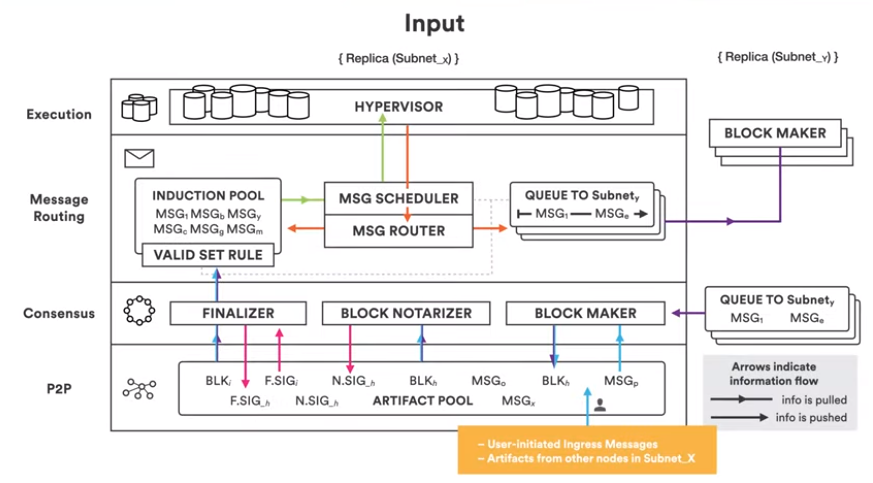 Input
{ Replica (Subnet_X) }
{ Replica (Subnet_Y) }
Execution
HYPERVISOR
BLOCK MAKER
Message
Routing
INDUCTION POOL
MSG₁ MSG_b MSG_y
MSG_c MSG_g MSG_m
VALID SET RULE
MSG SCHEDULER
MSG ROUTER
QUEUE TO Subnet_y
MSG₁ MSG_e
Consensus
FINALIZER
BLOCK NOTARIZER
BLOCK MAKER
QUEUE TO Subnet_y
MSG₁ MSG_e
P2P
BLK_i F.SIG_i N.SIG_h BLK_h MSG_o BLK_h MSG_p
F.SIG_h N.SIG_h ARTIFACT POOL MSG_x
Arrows indicate
information flow
info is pulled
info is pushed
– User-initiated Ingress Messages
– Artifacts from other nodes in Subnet_X